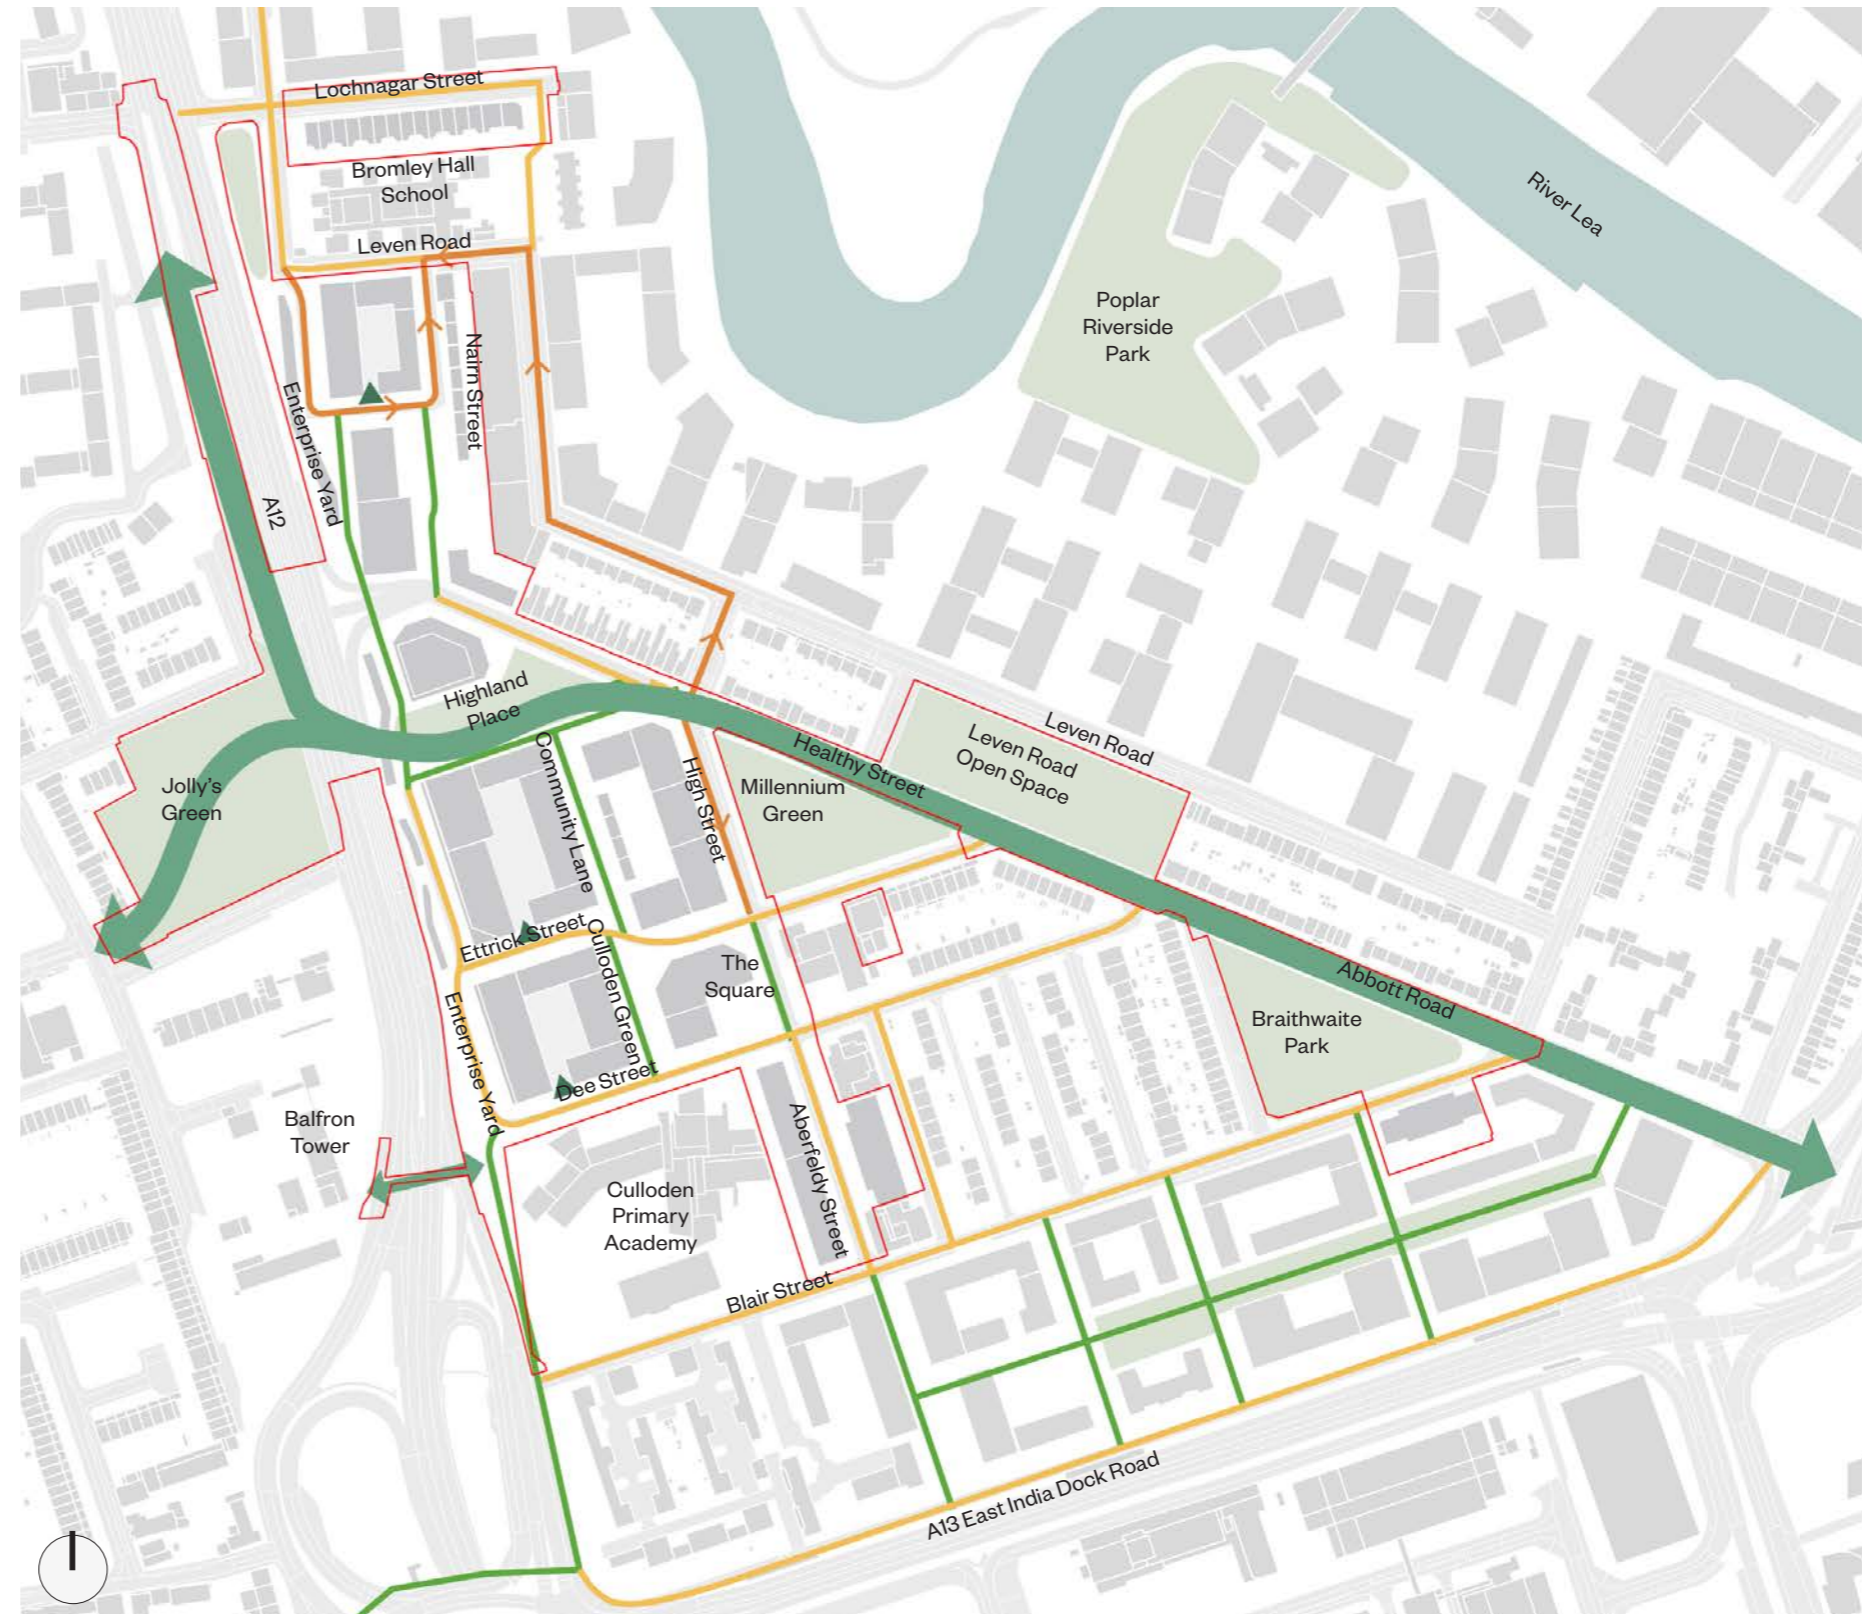 Lochnagar Street
Bromley Hall
School
River Lea
Leven Road
Poplar
Riverside
Park
Nairn Street
Enterprise Yard
A12
Highland
Place
Leven Road
Leven Road
Open Space
Healthy Street
Community Lane
High Street
Millennium
Green
Jolly's
Green
Ettrick Street
Culloden Green
The
Square
Abbott Road
Braithwaite
Park
Enterprise Yard
Dee Street
Balfron
Tower
Aberfeldy Street
Culloden
Primary
Academy
Blair Street
A13 East India Dock Road